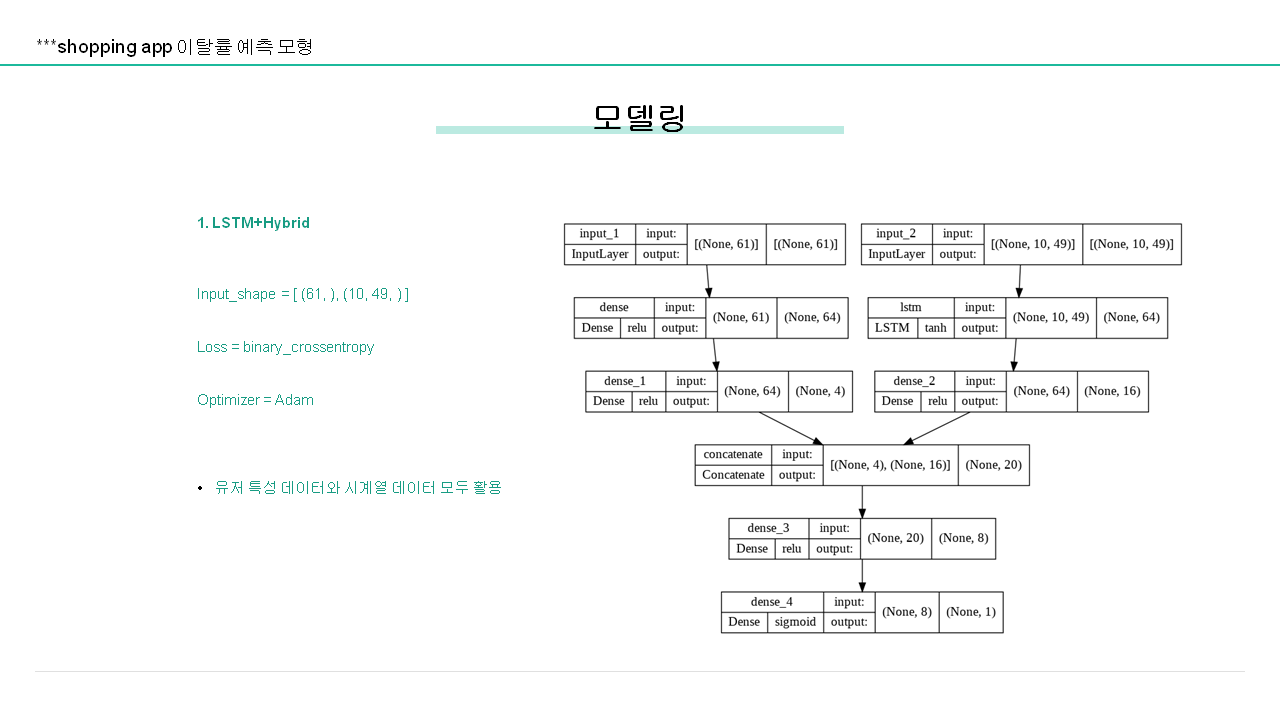 ***shopping app 이탈률 예측 모형
모델링
1. LSTM+Hybrid
Input_shape = [ (61, ), (10, 49, ) ]
Loss = binary_crossentropy
Optimizer = Adam
• 유저 특성 데이터와 시계열 데이터 모두 활용
input_1 input: [(None, 61)] [(None, 61)]
InputLayer output:
input_2 input: [(None, 10, 49)] [(None, 10, 49)]
InputLayer output:
dense input: (None, 61) (None, 64)
Dense relu output:
lstm input: (None, 10, 49) (None, 64)
LSTM tanh output:
dense_1 input: (None, 64) (None, 4)
Dense relu output:
dense_2 input: (None, 64) (None, 16)
Dense relu output:
concatenate input: [(None, 4), (None, 16)] (None, 20)
Concatenate output:
dense_3 input: (None, 20) (None, 8)
Dense relu output:
dense_4 input: (None, 8) (None, 1)
Dense sigmoid output: